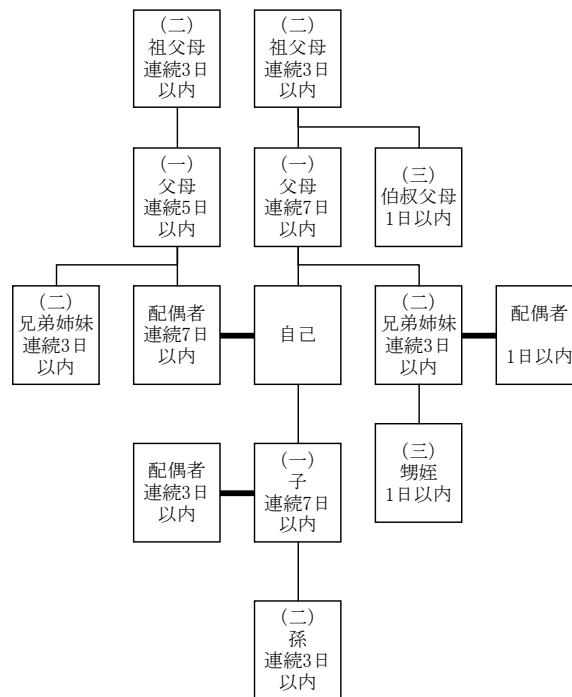 (二)
祖父母
連続3日
以内
(二)
祖父母
連続3日
以内
(一)
父母
連続5日
以内
(一)
父母
連続7日
以内
(三)
伯叔父母
1日以内
(二)
兄弟姉妹
連続3日
以内
配偶者
連続7日
以内
自己
(二)
兄弟姉妹
連続3日
以内
配偶者
1日以内
配偶者
連続3日
以内
(一)
子
連続7日
以内
(三)
甥姪
1日以内
(二)
孫
連続3日
以内